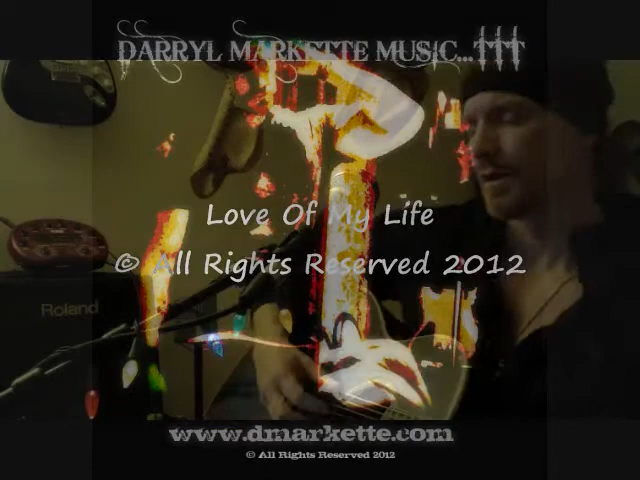 DARRYL MARKETTE MUSIC...†††
Love Of My Life
© All Rights Reserved 2012
Roland
www.dmarkette.com
© All Rights Reserved 2012